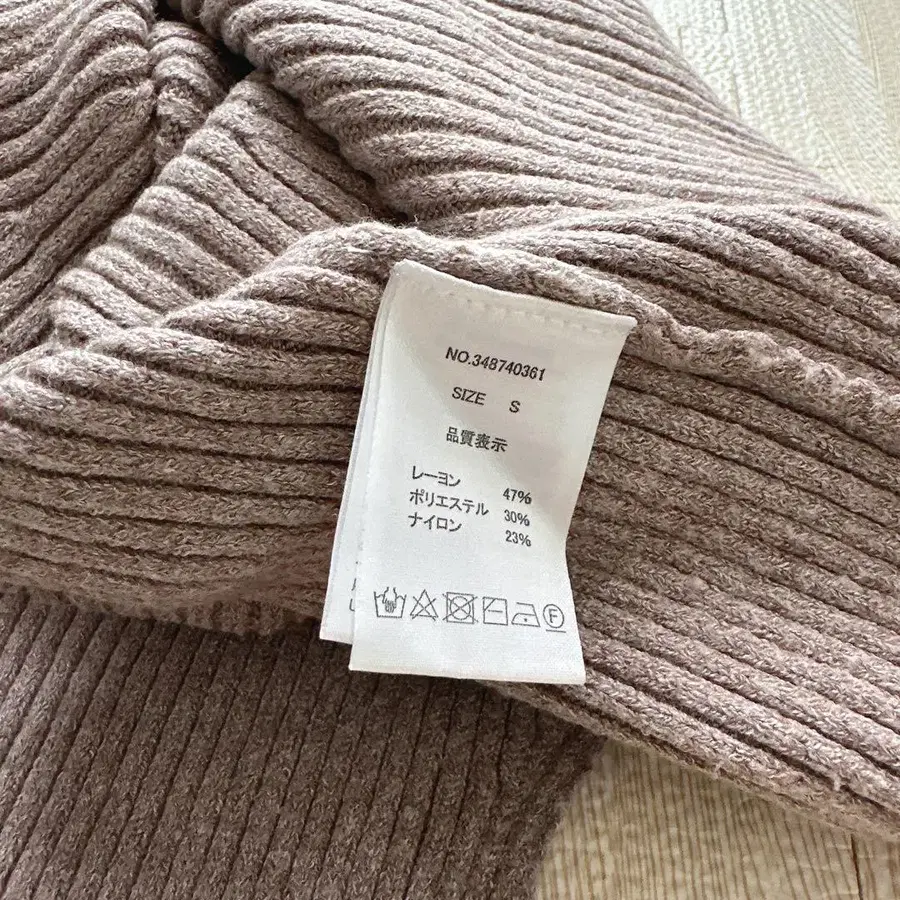 NO.348740361
SIZE S
品質表示
レーヨン 47%
ポリエステル 30%
ナイロン 23%
F